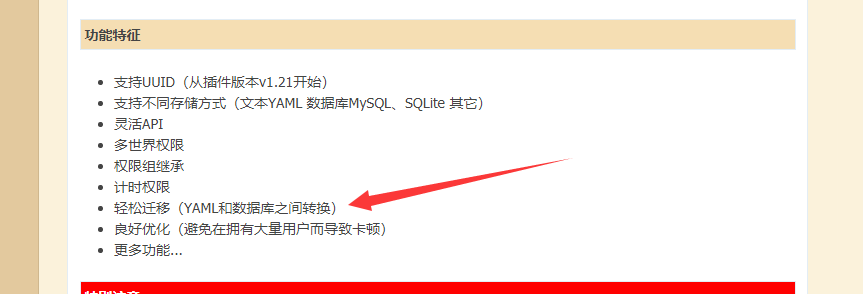 功能特征
支持UUID（从插件版本v1.21开始）
支持不同存储方式（文本YAML 数据库MySQL、SQLite 其它）
灵活API
多世界权限
权限组继承
计时权限
轻松迁移（YAML和数据库之间转换）
良好优化（避免在拥有大量用户而导致卡顿）
更多功能...